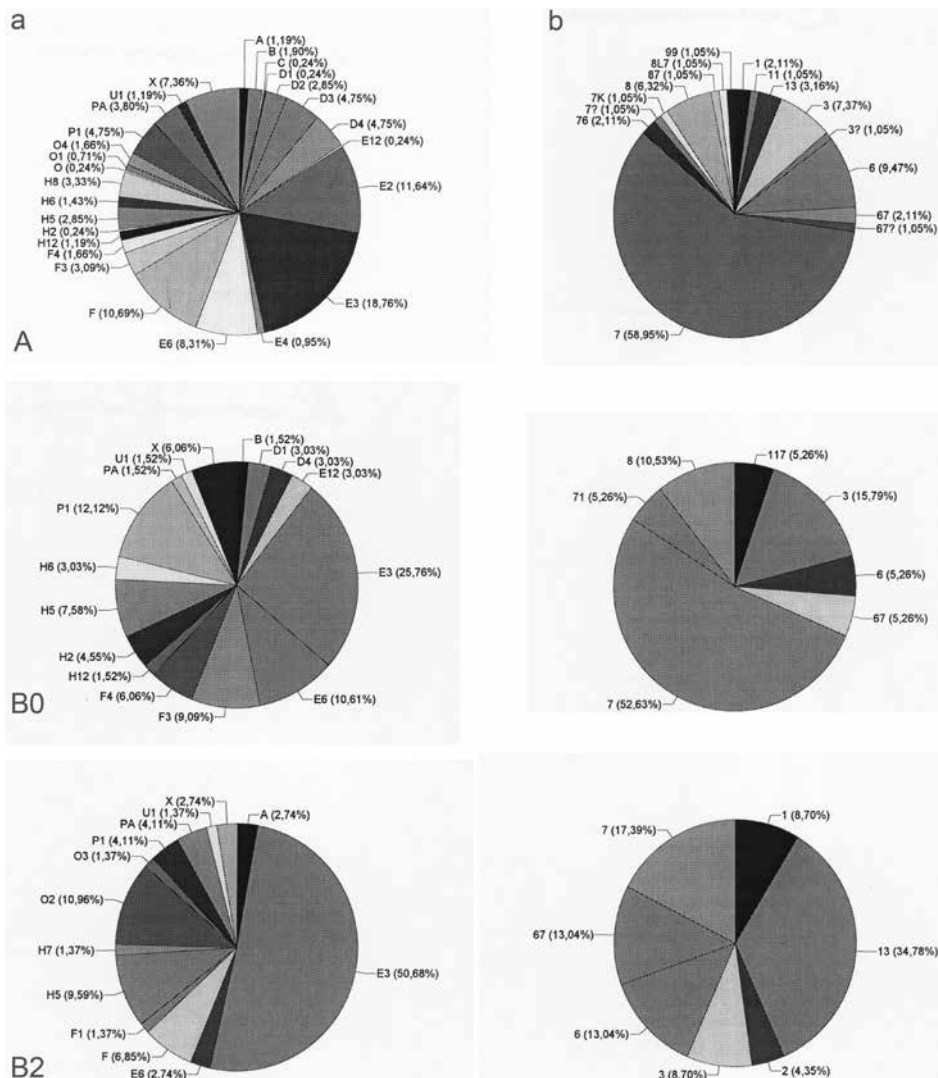 a
A (1,19%)
B (1,90%)
C (0,24%)
D1 (0,24%)
D2 (2,85%)
D3 (4,75%)
D4 (4,75%)
E12 (0,24%)
E2 (11,64%)
E3 (18,76%)
E4 (0,95%)
E6 (8,31%)
F (10,69%)
F3 (3,09%)
F4 (1,66%)
H12 (1,19%)
H2 (0,24%)
H5 (2,85%)
H6 (1,43%)
H8 (3,33%)
O (0,24%)
O1 (0,71%)
O4 (1,66%)
P1 (4,75%)
PA (3,80%)
U1 (1,19%)
X (7,36%)
A
b
1 (2,11%)
11 (1,05%)
13 (3,16%)
3 (7,37%)
3? (1,05%)
6 (9,47%)
67 (2,11%)
67? (1,05%)
7 (58,95%)
76 (2,11%)
7? (1,05%)
7K (1,05%)
8 (6,32%)
87 (1,05%)
8L7 (1,05%)
99 (1,05%)
B (1,52%)
D1 (3,03%)
D4 (3,03%)
E12 (3,03%)
E3 (25,76%)
E6 (10,61%)
F3 (9,09%)
F4 (6,06%)
H12 (1,52%)
H2 (4,55%)
H5 (7,58%)
H6 (3,03%)
P1 (12,12%)
PA (1,52%)
U1 (1,52%)
X (6,06%)
B0
117 (5,26%)
3 (15,79%)
6 (5,26%)
67 (5,26%)
7 (52,63%)
71 (5,26%)
8 (10,53%)
A (2,74%)
E3 (50,68%)
E6 (2,74%)
F (6,85%)
F1 (1,37%)
H5 (9,59%)
H7 (1,37%)
O2 (10,96%)
O3 (1,37%)
P1 (4,11%)
PA (4,11%)
U1 (1,37%)
X (2,74%)
B2
1 (8,70%)
13 (34,78%)
2 (4,35%)
3 (8,70%)
6 (13,04%)
67 (13,04%)
7 (17,39%)